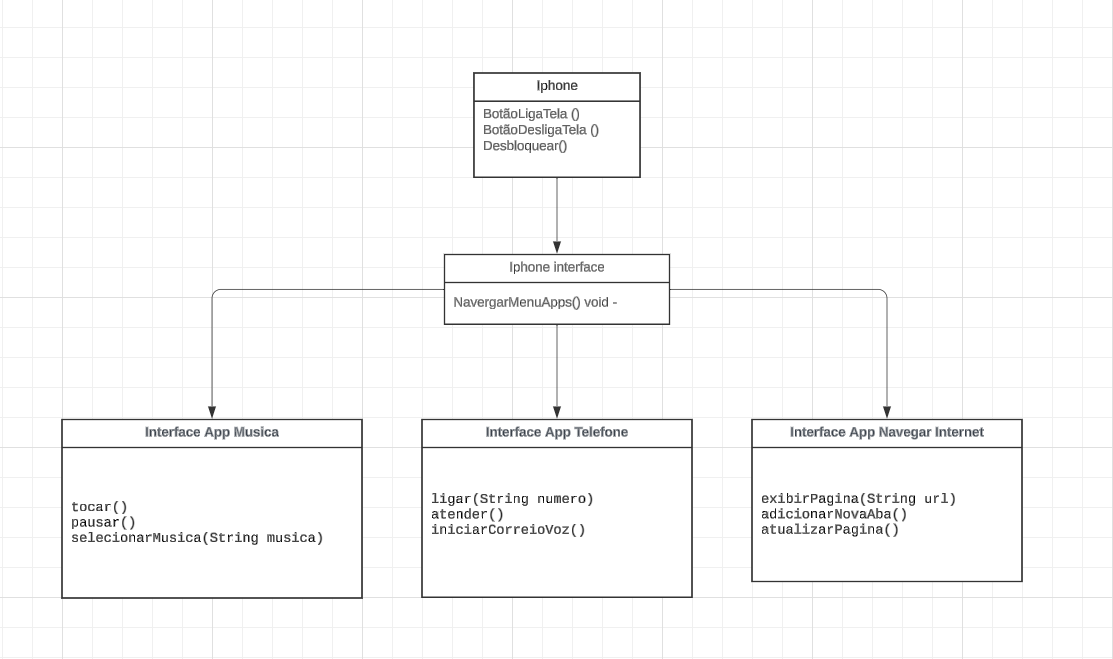 Iphone
BotãoLigaTela ()
BotãoDesligaTela ()
Desbloquear()
Iphone interface
NavergarMenuApps() void -
Interface App Musica
tocar()
pausar()
selecionarMusica(String musica)
Interface App Telefone
ligar(String numero)
atender()
iniciarCorreioVoz()
Interface App Navegar Internet
exibirPagina(String url)
adicionarNovaAba()
atualizarPagina()